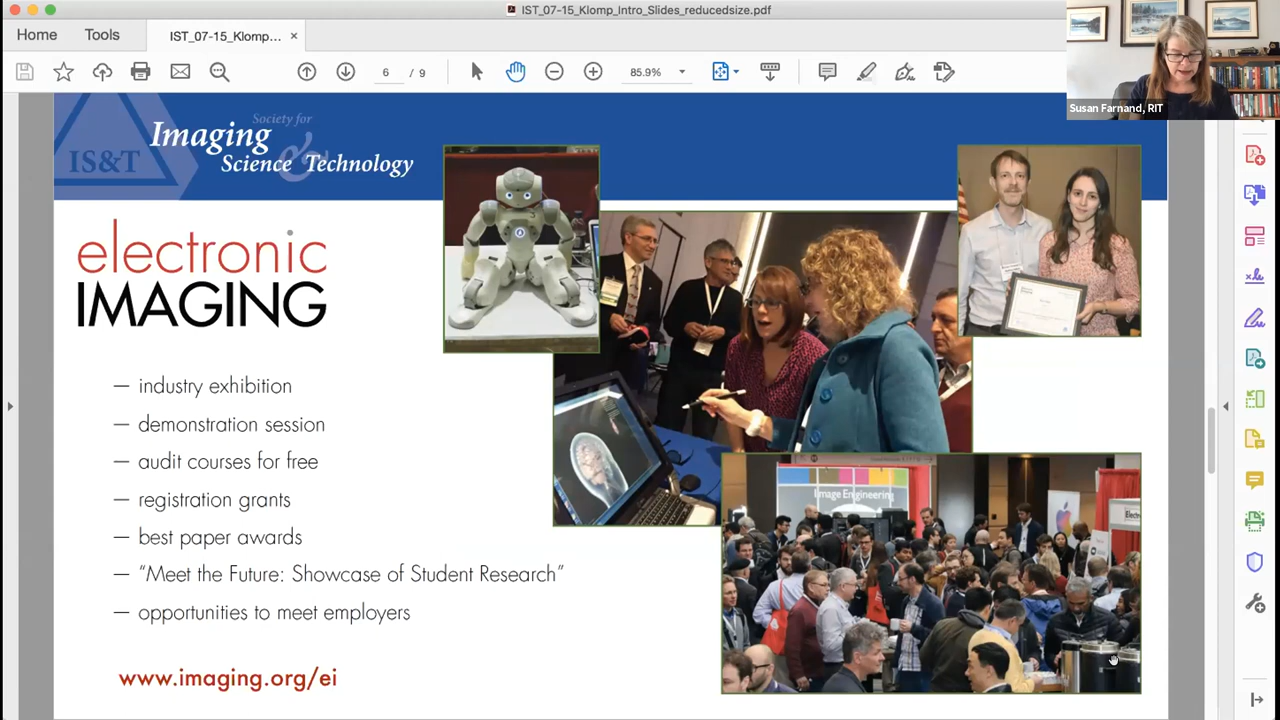 IST_07-15_Klomp_Intro_Slides_reducedsize.pdf
Home
Tools
IST_07-15_Klomp...
6 / 9
85.9%
Susan Farnand, RIT
IS&T
Society for
Imaging
&
Science Technology
electronic
IMAGING
— industry exhibition
— demonstration session
— audit courses for free
— registration grants
— best paper awards
— “Meet the Future: Showcase of Student Research”
— opportunities to meet employers
www.imaging.org/ei
Image Engineering